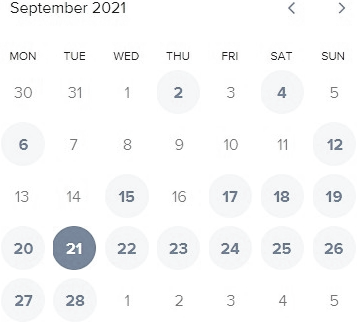 September 2021
MON TUE WED THU FRI SAT SUN
30 31 1 2 3 4 5
6 7 8 9 10 11 12
13 14 15 16 17 18 19
20 21 22 23 24 25 26
27 28 1 2 3 4 5